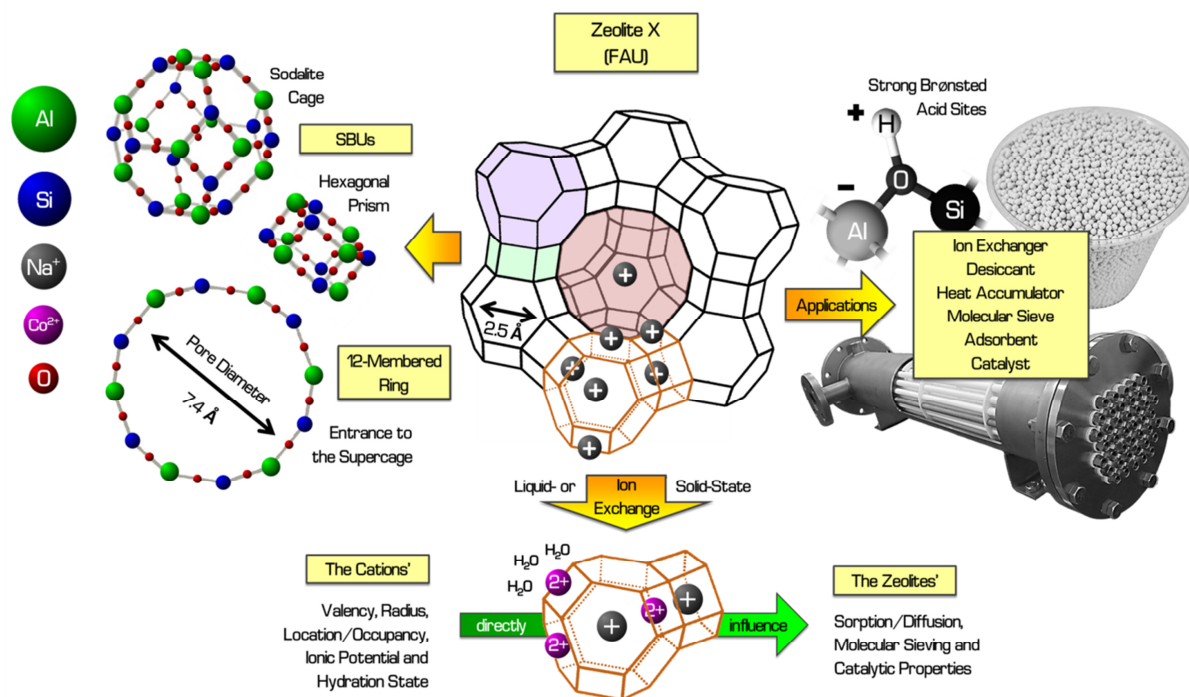 Zeolite X
(FAU)
Al
Si
Na+
Co2+
O
Sodalite
Cage
SBUs
Hexagonal
Prism
Pore Diameter
7.4 Å
12-Membered
Ring
Entrance to
the Supercage
2.5 Å
+
+
+
+
+
+
+
+
Strong Brønsted
Acid Sites
+
H
-
O
Al
Si
Applications
Ion Exchanger
Desiccant
Heat Accumulator
Molecular Sieve
Adsorbent
Catalyst
Liquid- or
Ion
Exchange
Solid-State
The Cations'
Valency, Radius,
Location/Occupancy,
Ionic Potential and
Hydration State
directly
H2O
H2O
H2O
2+
2+
2+
+
+
influence
The Zeolites'
Sorption/Diffusion,
Molecular Sieving and
Catalytic Properties